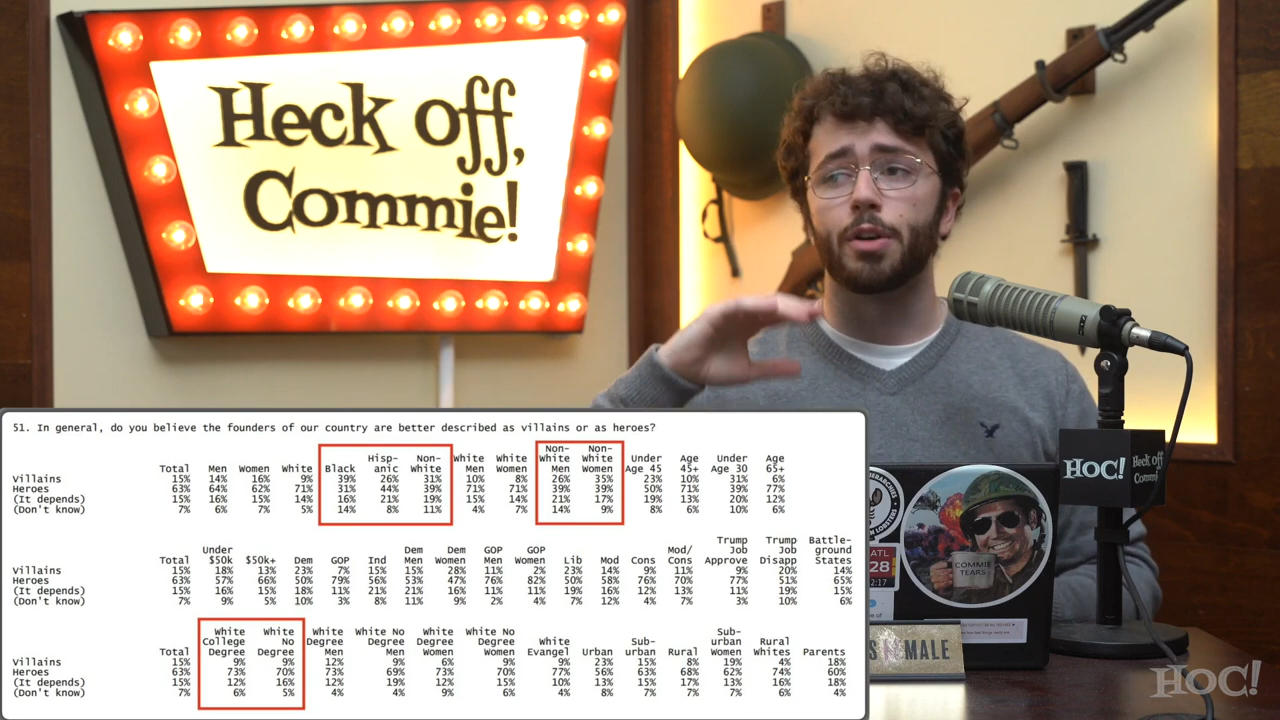 Heck off,
Commie!
51. In general, do you believe the founders of our country are better described as villains or as heroes?
Total Men Women White Black Hisp-anic Non-White White Men White Women Non-White Men Non-White Women Under Age 45 Age 45+ Under Age 30 Age 65+
Villains 15% 14% 16% 9% 39% 26% 31% 10% 8% 26% 35% 23% 10% 31% 6%
Heroes 63% 64% 62% 71% 31% 44% 39% 71% 71% 39% 39% 50% 71% 39% 77%
(It depends) 15% 16% 15% 14% 16% 21% 19% 15% 14% 21% 17% 19% 13% 20% 12%
(Don't know) 7% 6% 7% 5% 14% 8% 11% 4% 7% 14% 9% 8% 6% 10% 6%
Total Under $50k $50k+ Dem GOP Ind Dem Men Dem Women GOP Men GOP Women Lib Mod Cons Mod/Cons Trump Job Approve Trump Job Disapp Battle-ground States
Villains 15% 18% 13% 23% 7% 15% 15% 28% 11% 2% 23% 14% 9% 11% 9% 20% 14%
Heroes 63% 57% 66% 50% 79% 56% 53% 47% 76% 82% 50% 58% 76% 70% 77% 51% 65%
(It depends) 15% 16% 15% 18% 11% 21% 21% 16% 11% 11% 19% 16% 12% 13% 11% 19% 15%
(Don't know) 7% 9% 5% 10% 3% 8% 11% 9% 2% 4% 7% 12% 4% 7% 3% 10% 6%
Total White College Degree White No Degree White Degree Men White No Degree Men White Degree Women White No Degree Women White Evangel Urban Sub-urban Rural Sub-urban Women Rural Whites Parents
Villains 15% 9% 9% 12% 9% 6% 9% 9% 23% 15% 8% 19% 4% 18%
Heroes 63% 73% 70% 73% 69% 73% 70% 77% 56% 63% 68% 62% 74% 60%
(It depends) 15% 12% 16% 12% 19% 12% 15% 10% 13% 15% 17% 13% 16% 18%
(Don't know) 7% 6% 5% 4% 4% 9% 6% 4% 8% 7% 7% 7% 6% 4%
HOC!
Heck off
Commie
COMMIE
TEARS
ATL
28
2:17
MALE
HOC!